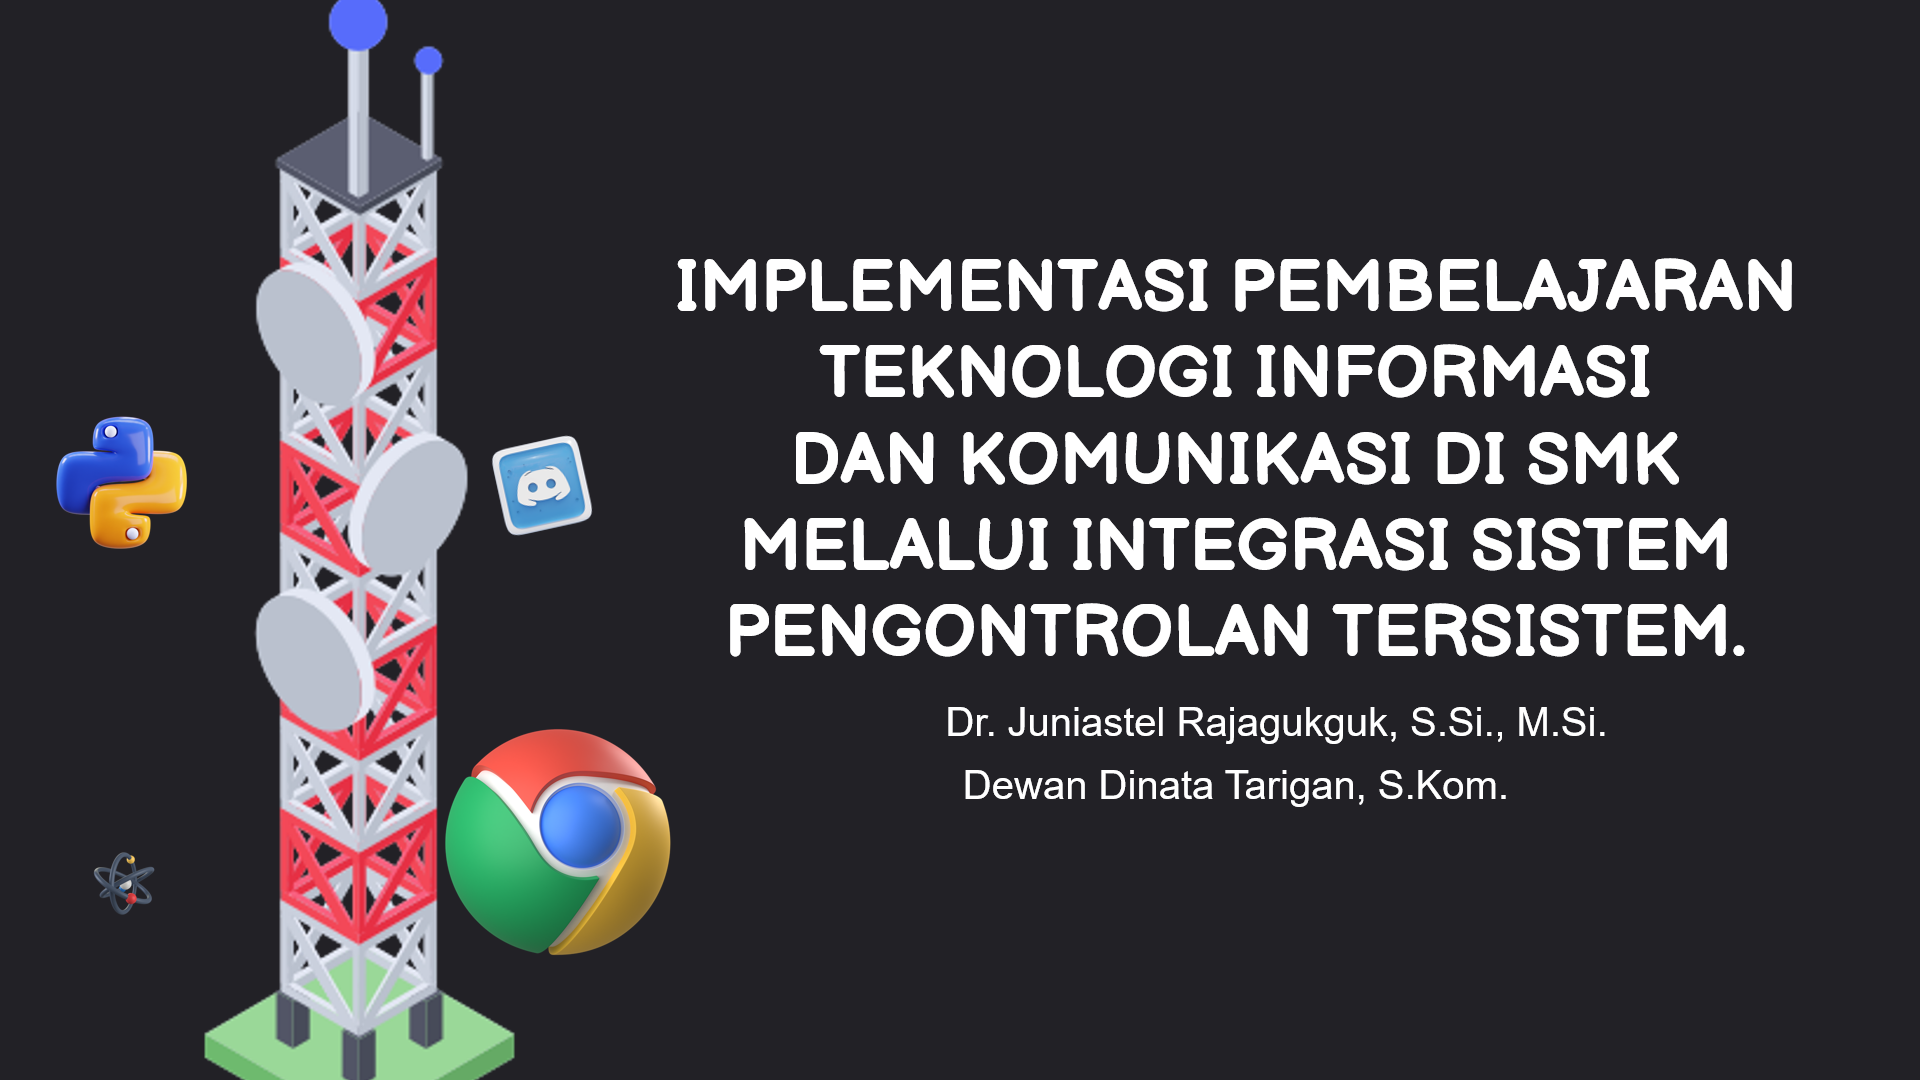 IMPLEMENTASI PEMBELAJARAN
TEKNOLOGI INFORMASI
DAN KOMUNIKASI DI SMK
MELALUI INTEGRASI SISTEM
PENGONTROLAN TERSISTEM.
Dr. Juniastel Rajagukguk, S.Si., M.Si.
Dewan Dinata Tarigan, S.Kom.